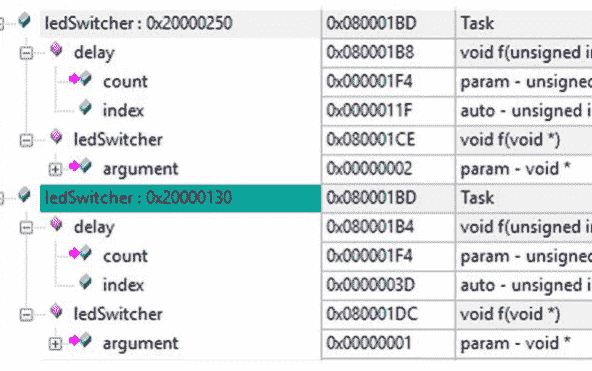 ledSwitcher : 0x20000250 0x080001BD Task
delay 0x080001B8 void f(unsigned in
count 0x000001F4 param - unsigne
index 0x0000011F auto - unsigned i
ledSwitcher 0x080001CE void f(void *)
argument 0x00000002 param - void *
ledSwitcher : 0x20000130 0x080001BD Task
delay 0x080001B4 void f(unsigned in
count 0x000001F4 param - unsigne
index 0x0000003D auto - unsigned i
ledSwitcher 0x080001DC void f(void *)
argument 0x00000001 param - void *